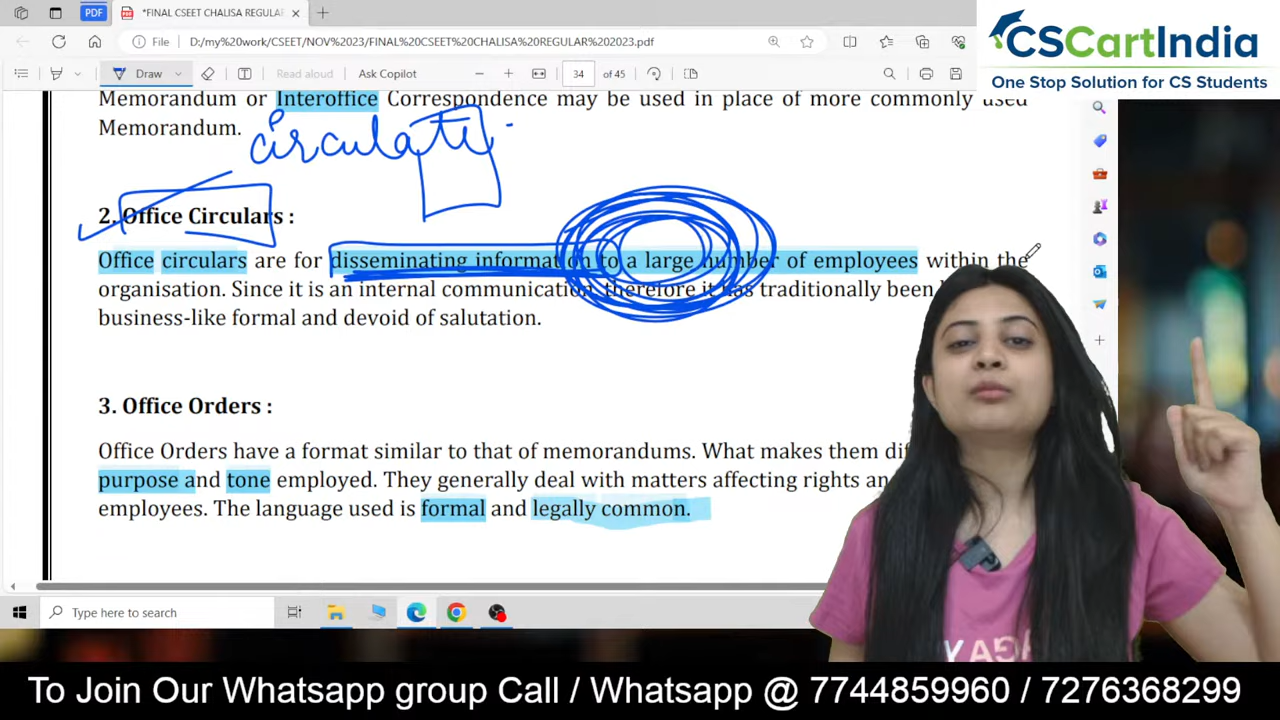 PDF
*FINAL CSEET CHALISA REGULAR
File D:/my%20work/CSEET/NOV%2023/FINAL%20CSEET%20CHALISA%20REGULAR%202023.pdf
CSCartIndia
One Stop Solution for CS Students
Draw Read aloud Ask Copilot 34 of 45
Memorandum or Interoffice Correspondence may be used in place of more commonly used
Memorandum.
circulate
2. Office Circulars :
Office circulars are for disseminating information to a large number of employees within the
organisation. Since it is an internal communication, therefore it has traditionally been
business-like formal and devoid of salutation.
3. Office Orders :
Office Orders have a format similar to that of memorandums. What makes them
purpose and tone employed. They generally deal with matters affecting rights
employees. The language used is formal and legally common.
Type here to search
AGA
To Join Our Whatsapp group Call / Whatsapp @ 7744859960 / 7276368299